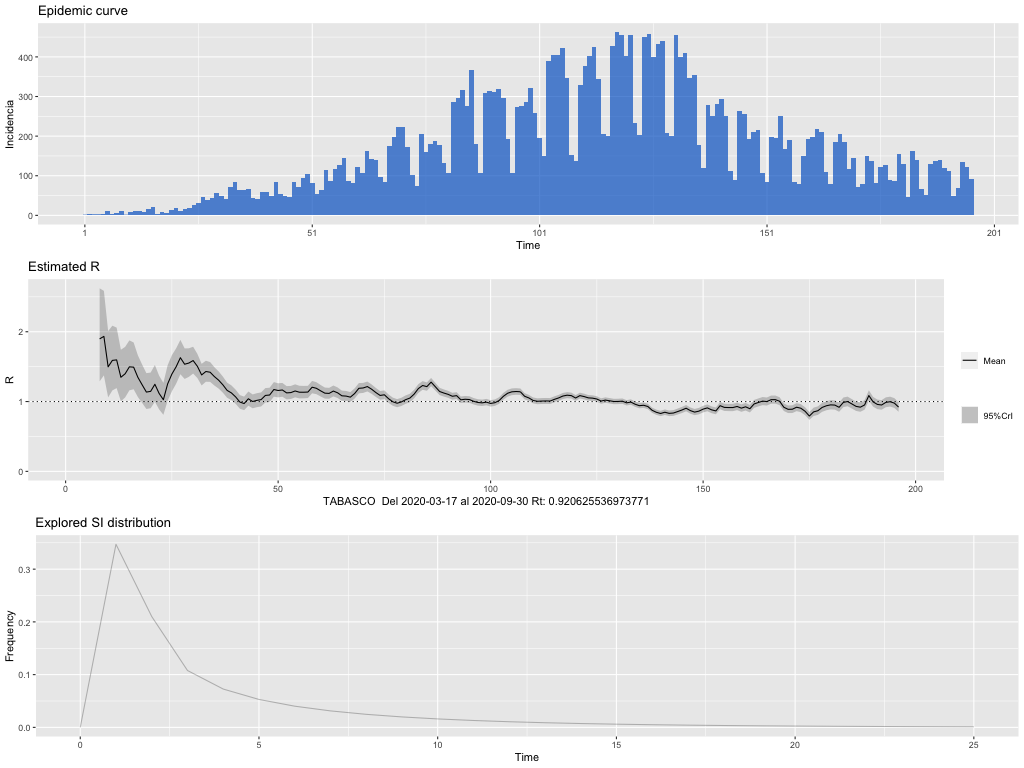 Epidemic curve
Incidencia
400
300
200
100
0
1 51 101 151 201
Time
Estimated R
R
2
1
0
0 50 100 150 200
TABASCO Del 2020-03-17 al 2020-09-30 Rt: 0.920625536973771
Mean
95%CrI
Explored SI distribution
Frequency
0.3
0.2
0.1
0.0
0 5 10 15 20 25
Time